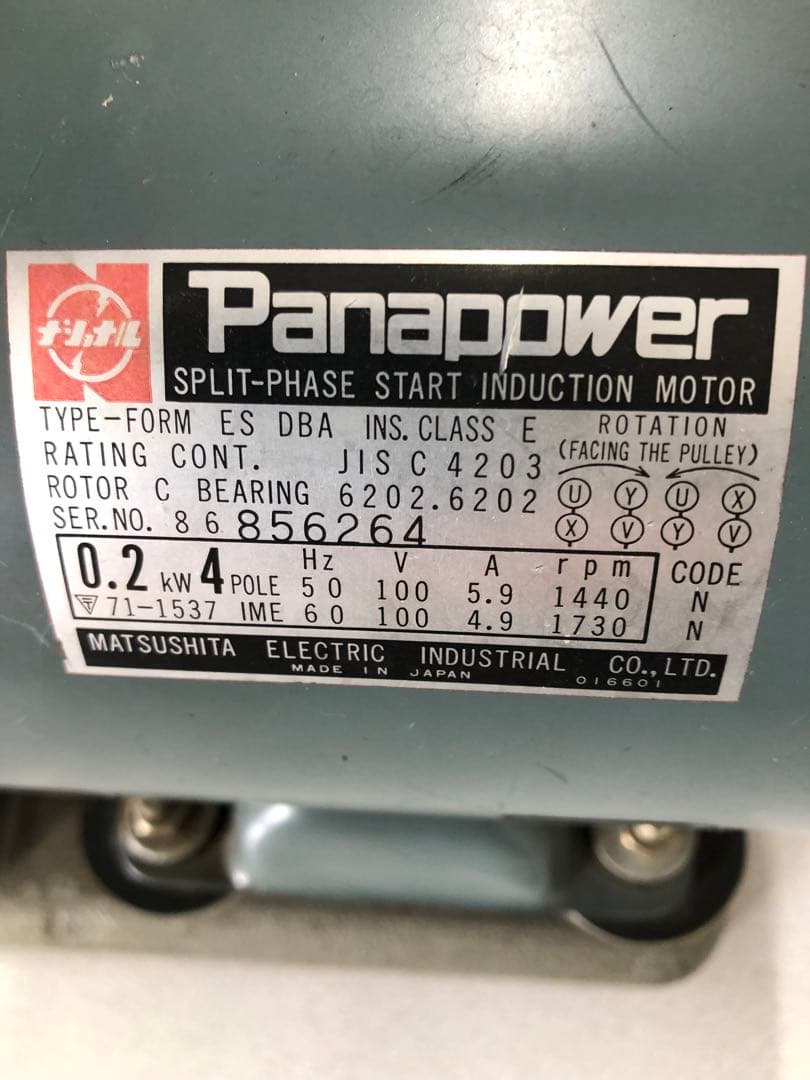 ナショナル
Panapower
SPLIT-PHASE START INDUCTION MOTOR
TYPE-FORM ES DBA INS. CLASS E
RATING CONT. JIS C 4203
ROTOR C BEARING 6202.6202
SER.NO. 86 856264
ROTATION
(FACING THE PULLEY)
U Y U X
X V Y V
0.2 kW 4 POLE
Hz V A rpm CODE
50 100 5.9 1440 N
〒 71-1537 IME 60 100 4.9 1730 N
MATSUSHITA ELECTRIC INDUSTRIAL CO., LTD.
MADE IN JAPAN 016601